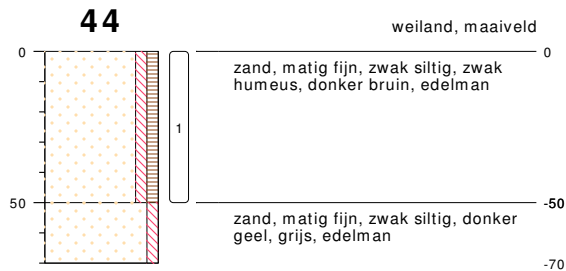 44
weiland, maaiveld
0
0
zand, matig fijn, zwak siltig, zwak
humeus, donker bruin, edelman
1
50
-50
zand, matig fijn, zwak siltig, donker
geel, grijs, edelman
-70